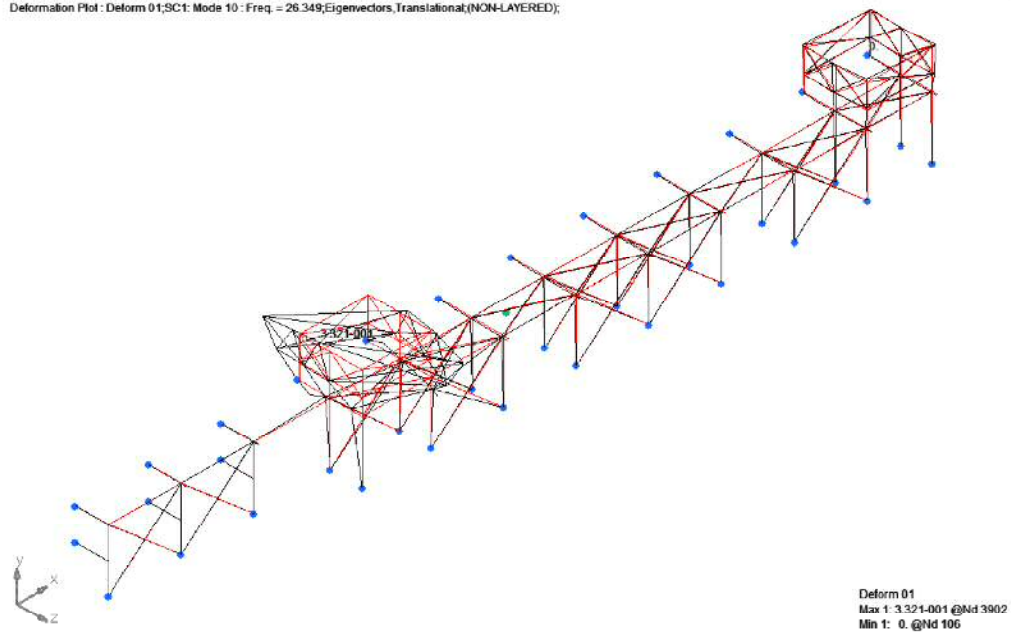 Deformation Plot : Deform 01;SC1: Mode 10 : Freq. = 26.349;Eigenvectors,Translational;(NON-LAYERED);
0.
3.321-001
y
x
z
Deform 01
Max 1: 3.321-001 @Nd 3902
Min 1: 0. @Nd 106